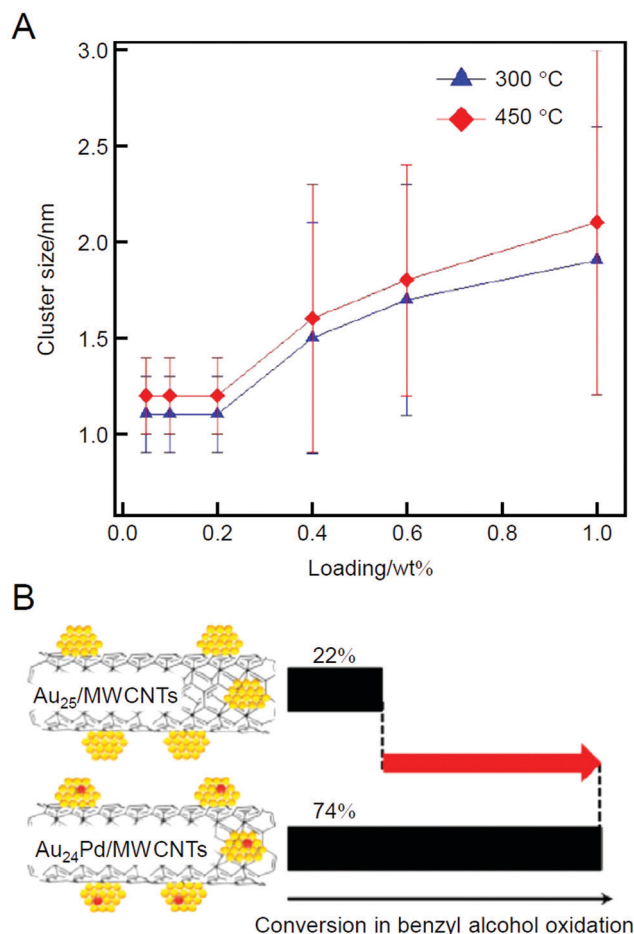 A
3.0
2.5
2.0
1.5
1.0
Cluster size/nm
300 °C
450 °C
0.0 0.2 0.4 0.6 0.8 1.0
Loading/wt%
B
22%
Au₂₅/MWCNTs
74%
Au₂₄Pd/MWCNTs
Conversion in benzyl alcohol oxidation